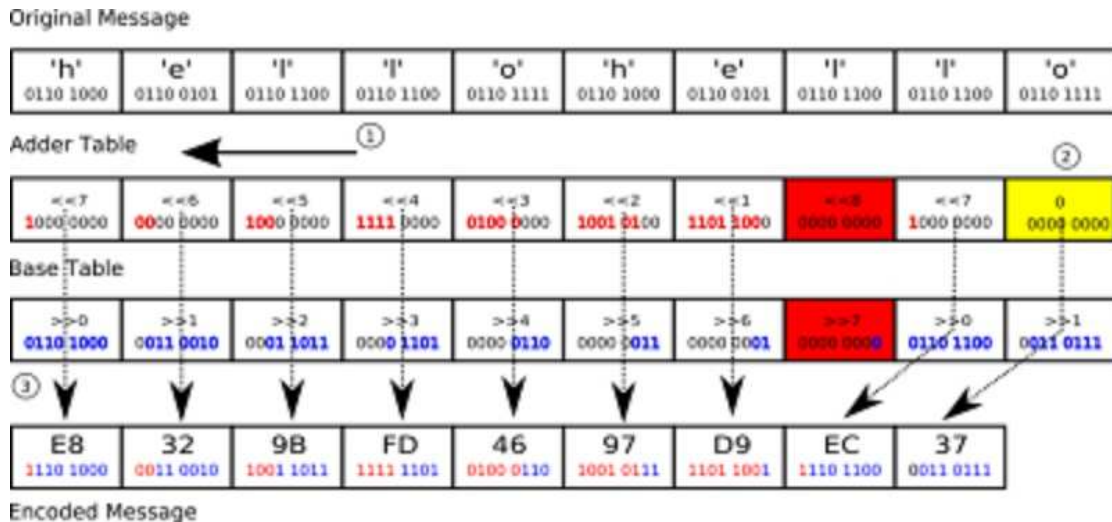 Original Message
'h' 'e' 'l' 'l' 'o' 'h' 'e' 'l' 'l' 'o'
0110 1000 0110 0101 0110 1100 0110 1100 0110 1111 0110 1000 0110 0101 0110 1100 0110 1100 0110 1111
Adder Table 1 2
<<7 <<6 <<5 <<4 <<3 <<2 <<1 <<8 <<7 0
1000 0000 0000 0000 1000 0000 1111 0000 0100 0000 1001 0100 1101 1000 0000 0000 1000 0000 0000 0000
Base Table
>>0 >>1 >>2 >>3 >>4 >>5 >>6 >>7 >>0 >>1
0110 1000 0011 0010 0001 1011 0000 1101 0000 0110 0000 0011 0000 0001 0000 0000 0110 1100 0011 0111
3
E8 32 9B FD 46 97 D9 EC 37
1110 1000 0011 0010 1001 1011 1111 1101 0100 0110 1001 0111 1101 1001 1110 1100 0011 0111
Encoded Message